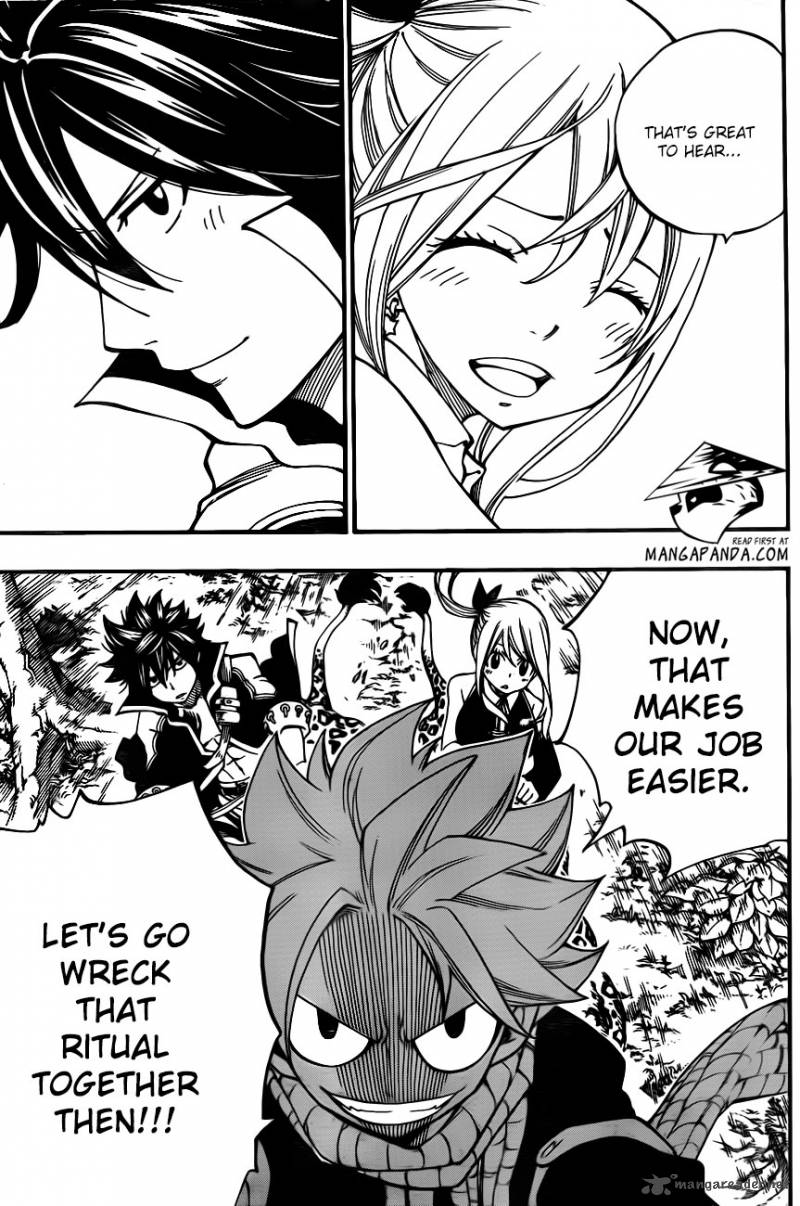 THAT'S GREAT
TO HEAR...
READ FIRST AT
MANGAPANDA.COM
NOW,
THAT
MAKES
OUR JOB
EASIER.
LET'S GO
WRECK
THAT
RITUAL
TOGETHER
THEN!!!
mangareader.net